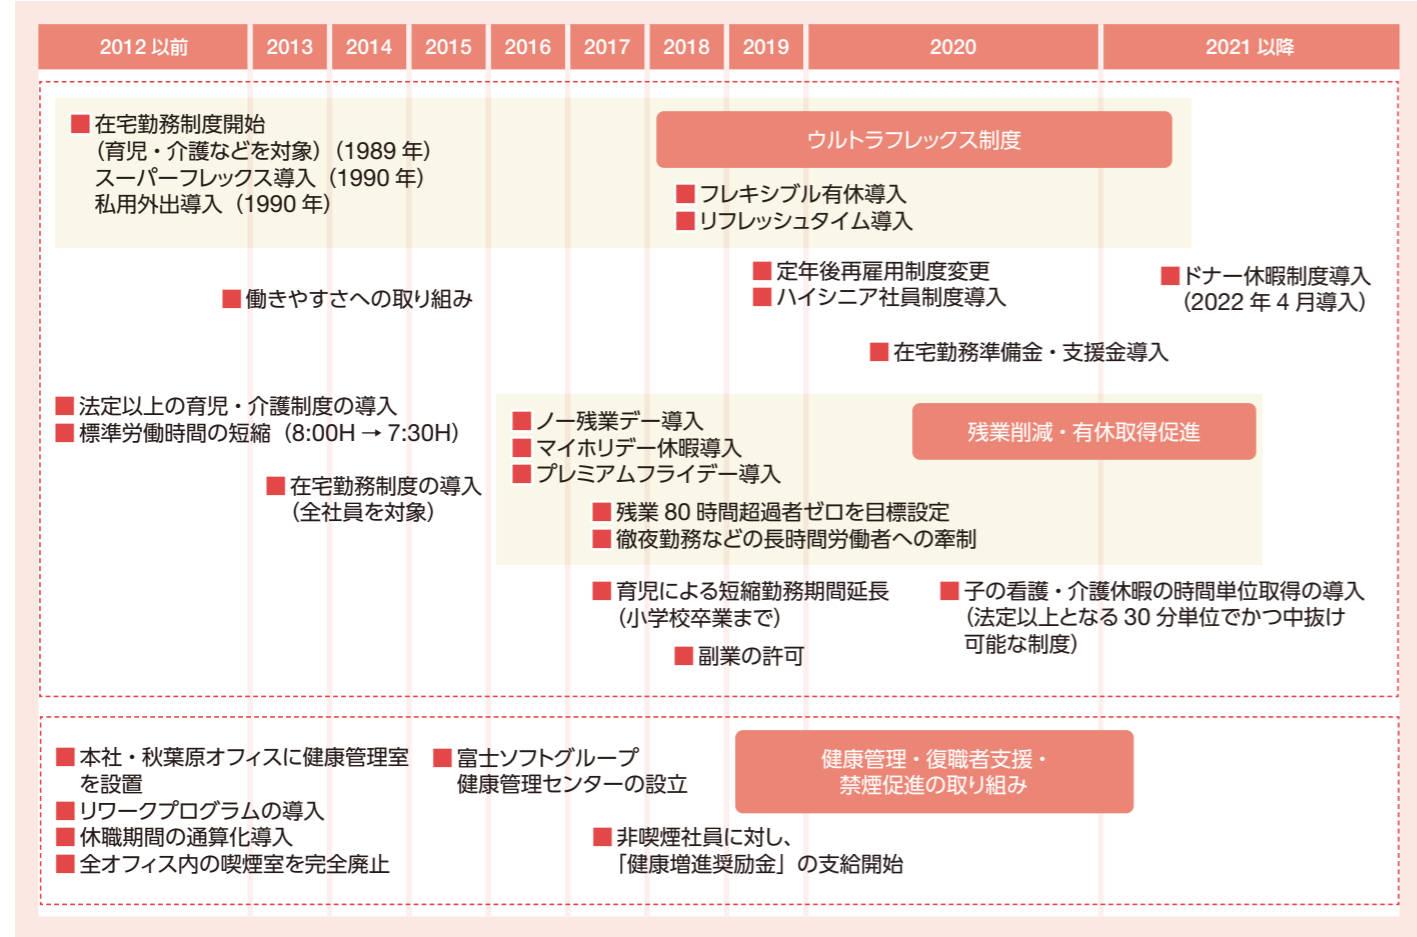 2012 以前
2013
2014
2015
2016
2017
2018
2019
2020
2021 以降
■ 在宅勤務制度開始
（育児・介護などを対象）（1989 年）
スーパーフレックス導入（1990 年）
私用外出導入（1990 年）
ウルトラフレックス制度
■ フレキシブル有休導入
■ リフレッシュタイム導入
■ 働きやすさへの取り組み
■ 定年後再雇用制度変更
■ ハイシニア社員制度導入
■ ドナー休暇制度導入
（2022 年 4 月導入）
■ 在宅勤務準備金・支援金導入
■ 法定以上の育児・介護制度の導入
■ 標準労働時間の短縮（8:00H → 7:30H）
■ 在宅勤務制度の導入
（全社員を対象）
■ ノー残業デー導入
■ マイホリデー休暇導入
■ プレミアムフライデー導入
残業削減・有休取得促進
■ 残業 80 時間超過者ゼロを目標設定
■ 徹夜勤務などの長時間労働者への牽制
■ 育児による短縮勤務期間延長
（小学校卒業まで）
■ 副業の許可
■ 子の看護・介護休暇の時間単位取得の導入
（法定以上となる 30 分単位でかつ中抜け
可能な制度）
■ 本社・秋葉原オフィスに健康管理室
を設置
■ リワークプログラムの導入
■ 休職期間の通算化導入
■ 全オフィス内の喫煙室を完全廃止
■ 富士ソフトグループ
健康管理センターの設立
健康管理・復職者支援・
禁煙促進の取り組み
■ 非喫煙社員に対し、
「健康増進奨励金」の支給開始